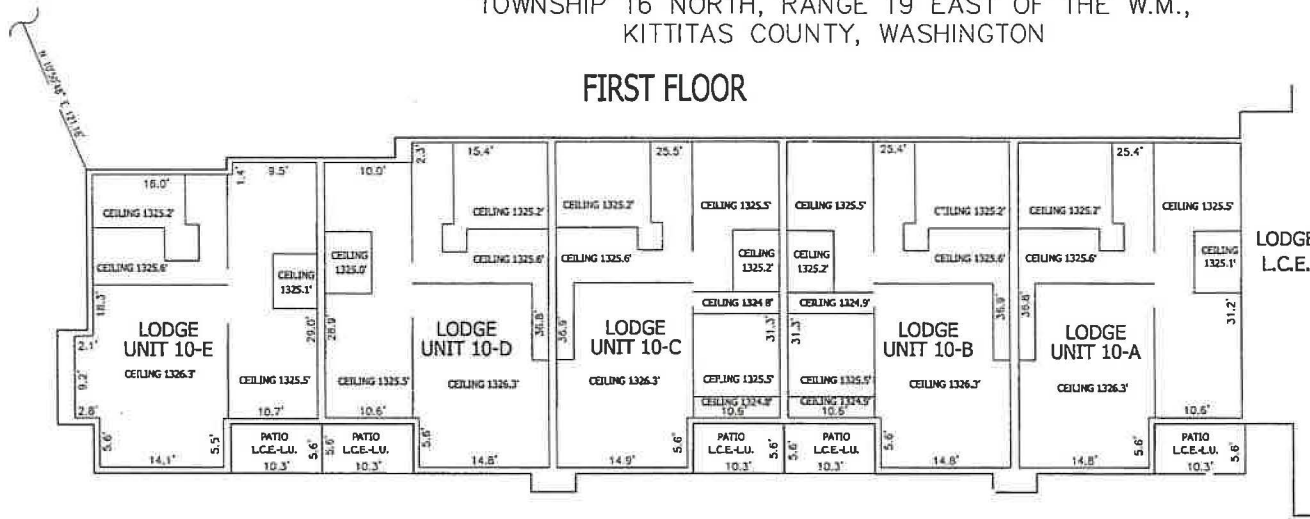 TOWNSHIP 16 NORTH, RANGE 19 EAST OF THE W.M.,
KITTITAS COUNTY, WASHINGTON
FIRST FLOOR
16.0'
1.4'
9.5'
10.0'
2.3'
15.4'
25.5'
25.4'
25.4'
CEILING 1325.2'
CEILING 1325.6'
CEILING 1325.1'
18.3'
29.0'
LODGE
UNIT 10-E
CEILING 1326.3'
CEILING 1325.5'
2.1'
9.2'
2.8'
5.6'
14.1'
5.5'
10.7'
PATIO
L.C.E.-L.U.
5.6'
10.3'
CEILING 1325.0'
28.9'
CEILING 1325.5'
10.6'
CEILING 1325.2'
CEILING 1325.6'
LODGE
UNIT 10-D
CEILING 1326.3'
36.8'
5.6'
14.8'
5.6'
PATIO
L.C.E.-L.U.
10.3'
CEILING 1325.2'
CEILING 1325.6'
36.9'
LODGE
UNIT 10-C
CEILING 1326.3'
CEILING 1325.5'
CEILING 1325.2'
CEILING 1324.8'
31.3'
CEILING 1325.5'
CEILING 1324.8'
10.6'
14.9'
5.6'
PATIO
L.C.E.-L.U.
5.6'
10.3'
CEILING 1325.5'
CEILING 1325.2'
CEILING 1324.9'
31.3'
CEILING 1325.5'
CEILING 1324.9'
10.6'
CEILING 1325.2'
CEILING 1325.6'
LODGE
UNIT 10-B
CEILING 1326.3'
36.9'
5.6'
PATIO
L.C.E.-L.U.
10.3'
5.6'
14.8'
CEILING 1325.2'
CEILING 1325.6'
36.8'
LODGE
UNIT 10-A
CEILING 1326.3'
CEILING 1325.5'
CEILING
1325.1'
31.2'
10.6'
14.8'
5.6'
PATIO
L.C.E.-L.U.
5.6'
10.3'
LODGE
L.C.E.